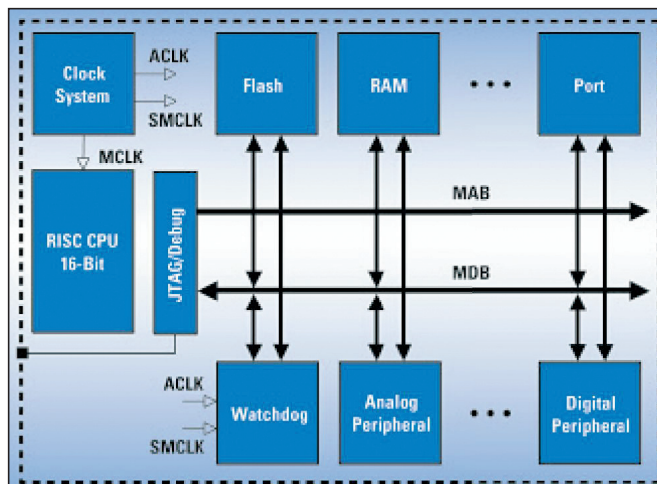 Clock
System
ACLK
SMCLK
Flash
RAM
Port
MCLK
RISC CPU
16-Bit
JTAG/Debug
MAB
MDB
ACLK
SMCLK
Watchdog
Analog
Peripheral
Digital
Peripheral